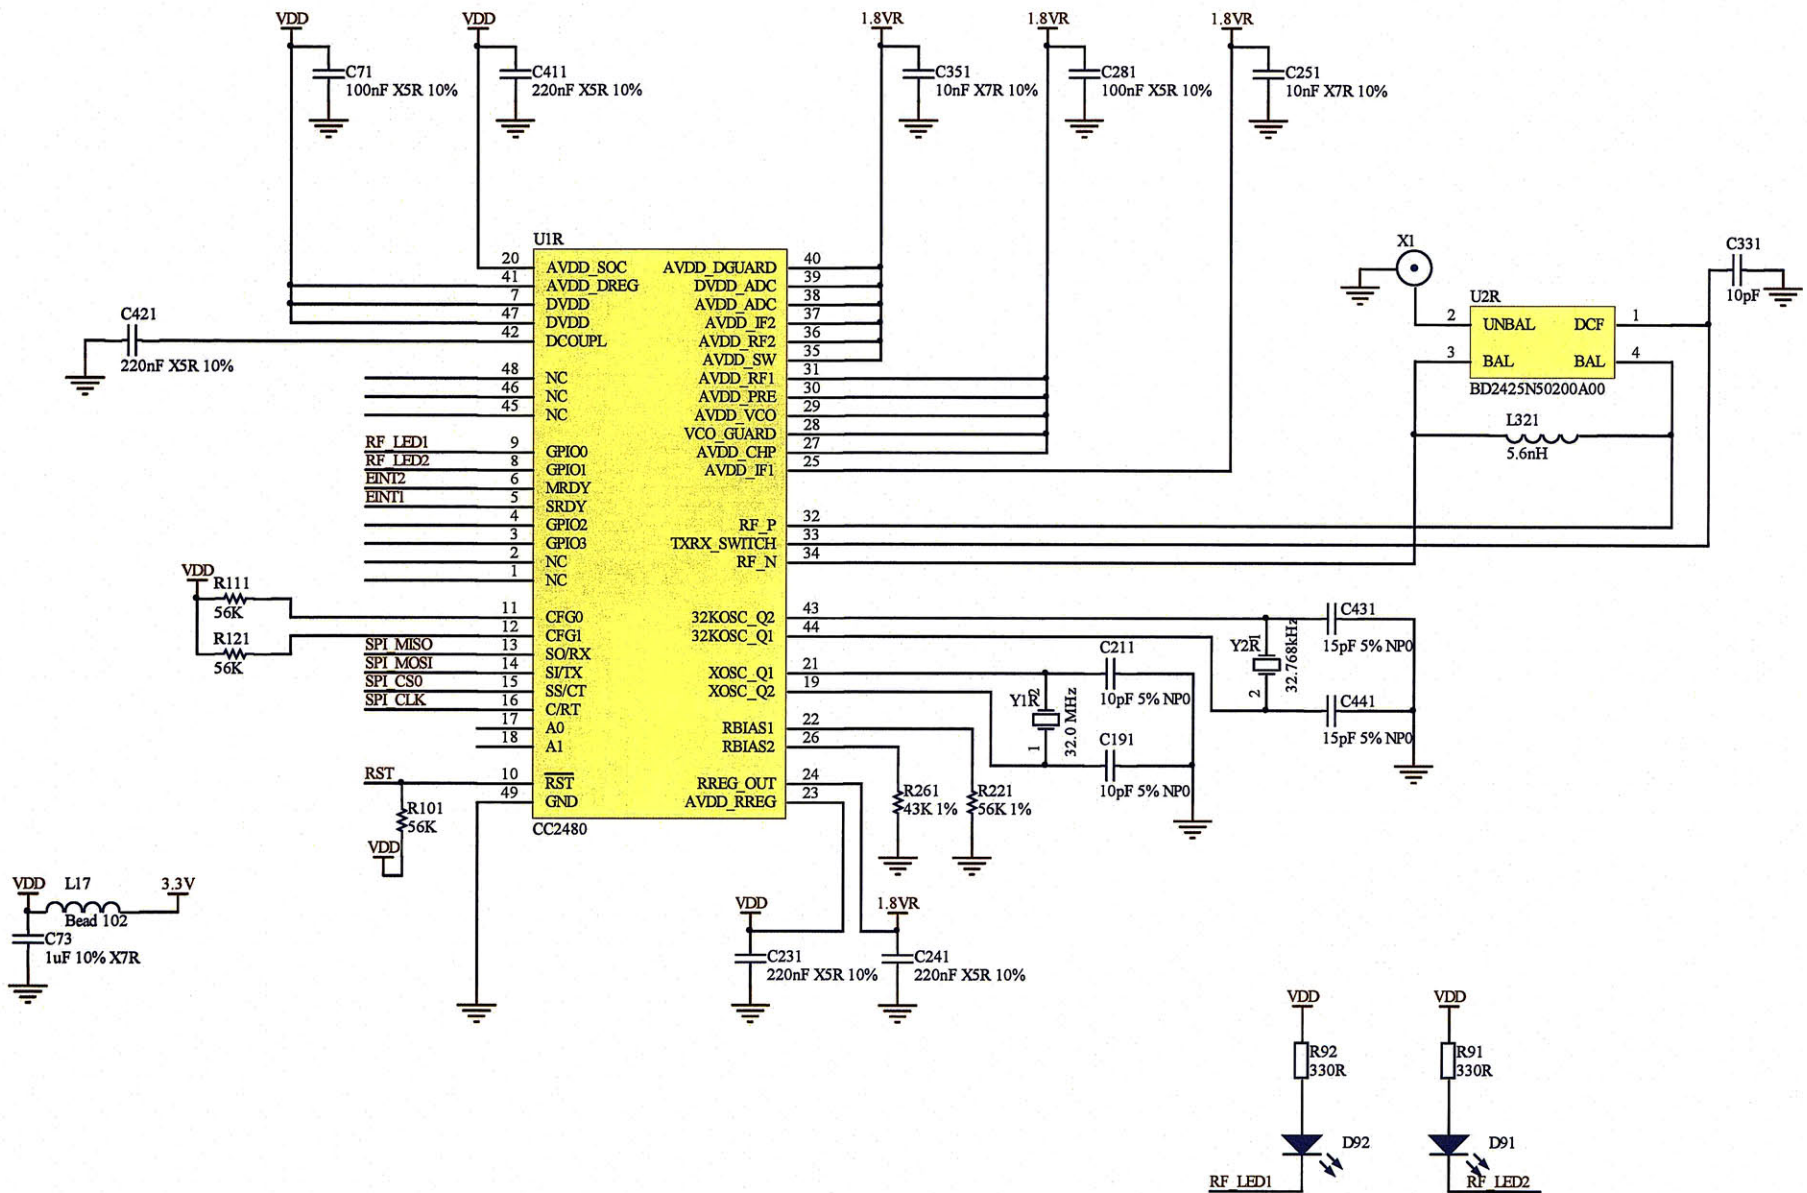 VDD
VDD
1.8VR
1.8VR
1.8VR
C71
100nF X5R 10%
C411
220nF X5R 10%
C351
10nF X7R 10%
C281
100nF X5R 10%
C251
10nF X7R 10%
U1R
20 AVDD_SOC
41 AVDD_DREG
7 DVDD
47 DVDD
42 DCOUPL
48 NC
46 NC
45 NC
RF_LED1 9 GPIO0
RF_LED2 8 GPIO1
EINT2 6 MRDY
EINT1 5 SRDY
4 GPIO2
3 GPIO3
2 NC
1 NC
11 CFG0
12 CFG1
SPI_MISO 13 SO/RX
SPI_MOSI 14 SI/TX
SPI_CS0 15 SS/CT
SPI_CLK 16 C/RT
17 A0
18 A1
RST 10 RST
49 GND
CC2480
AVDD_DGUARD 40
DVDD_ADC 39
AVDD_ADC 38
AVDD_IF2 37
AVDD_RF2 36
AVDD_SW 35
AVDD_RF1 31
AVDD_PRE 30
AVDD_VCO 29
VCO_GUARD 28
AVDD_CHP 27
AVDD_IF1 25
RF_P 32
TXRX_SWITCH 33
RF_N 34
32KOSC_Q2 43
32KOSC_Q1 44
XOSC_Q1 21
XOSC_Q2 19
RBIAS1 22
RBIAS2 26
RREG_OUT 24
AVDD_RREG 23
C421
220nF X5R 10%
VDD
R111
56K
R121
56K
R101
56K
VDD
X1
C331
10pF
U2R
2 UNBAL DCF 1
3 BAL BAL 4
BD2425N50200A00
L321
5.6nH
C431
15pF 5% NP0
Y2R
1
2
32.768kHz
C441
15pF 5% NP0
C211
10pF 5% NP0
Y1R
2
1
32.0 MHz
C191
10pF 5% NP0
R261
43K 1%
R221
56K 1%
VDD
L17
3.3V
Bead 102
C73
1uF 10% X7R
VDD
C231
220nF X5R 10%
1.8VR
C241
220nF X5R 10%
VDD
R92
330R
D92
RF_LED1
VDD
R91
330R
D91
RF_LED2